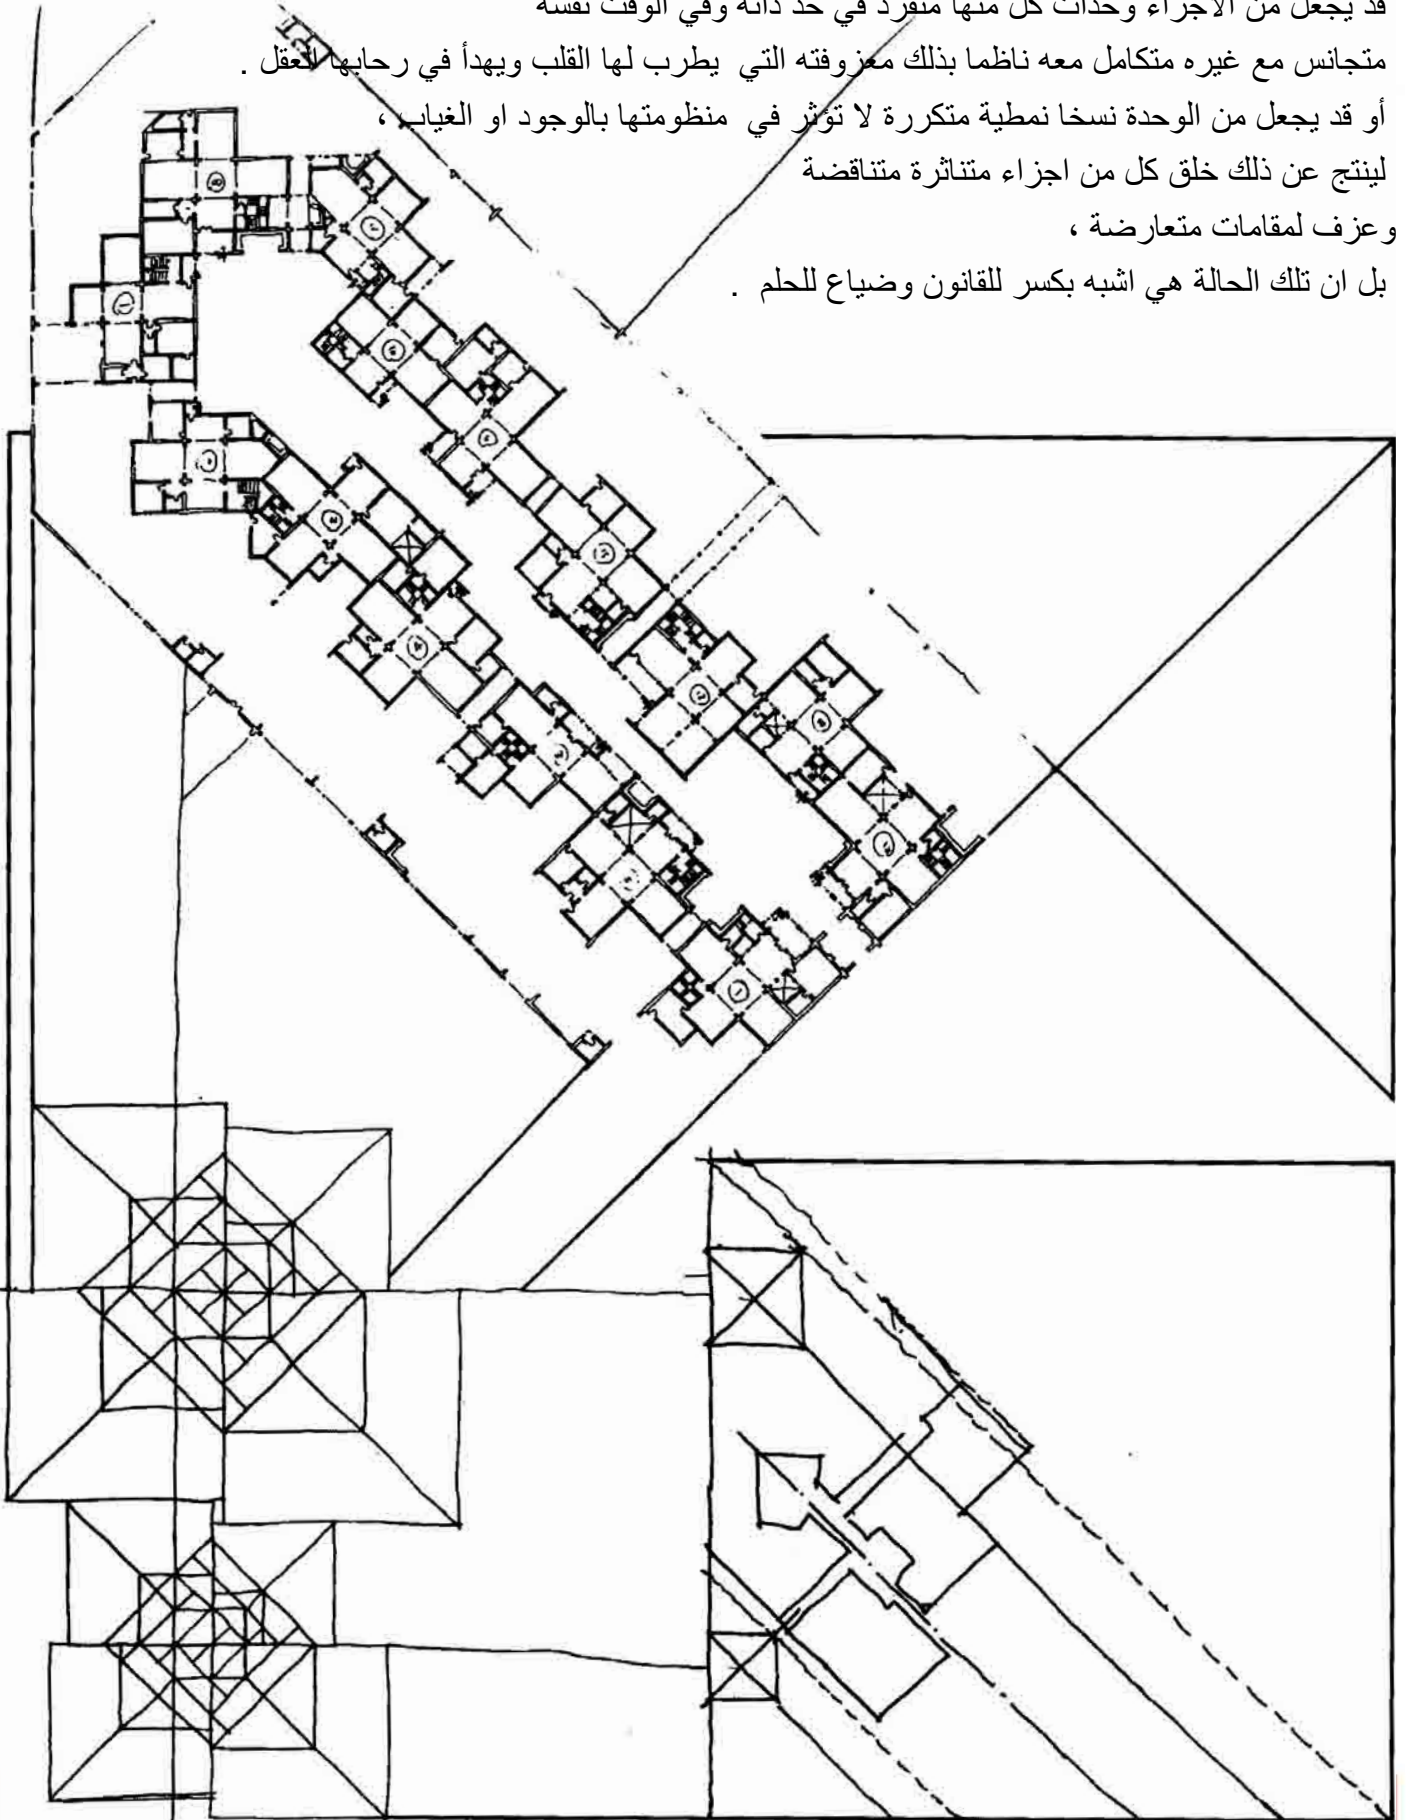 قد يجعل من الاجزاء وحدات كل منها منفرد في حد ذاته وفي الوقت نفسه
متجانس مع غيره متكامل معه ناظما بذلك معزوفته التي يطرب لها القلب ويهدأ في رحابها العقل .
أو قد يجعل من الوحدة نسخا نمطية متكررة لا تؤثر في منظومتها بالوجود او الغياب ،
لينتج عن ذلك خلق كل من اجزاء متناثرة متناقضة
وعزف لمقامات متعارضة ،
بل ان تلك الحالة هي اشبه بكسر للقانون وضياع للحلم .